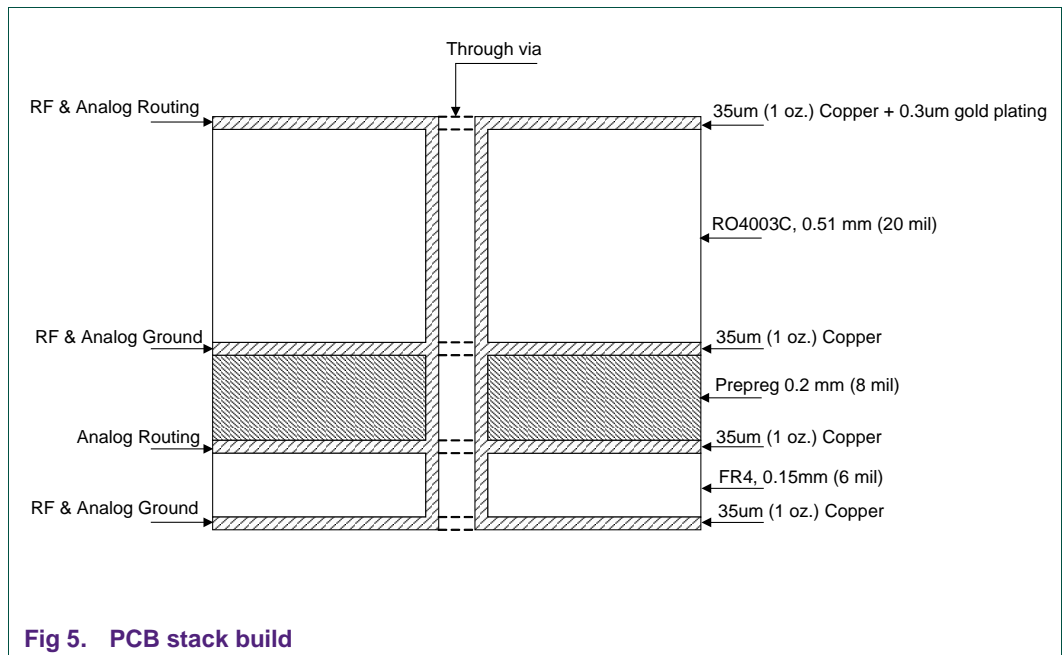 Through via
RF & Analog Routing
35um (1 oz.) Copper + 0.3um gold plating
RO4003C, 0.51 mm (20 mil)
RF & Analog Ground
35um (1 oz.) Copper
Prepreg 0.2 mm (8 mil)
Analog Routing
35um (1 oz.) Copper
FR4, 0.15mm (6 mil)
RF & Analog Ground
35um (1 oz.) Copper
Fig 5. PCB stack build